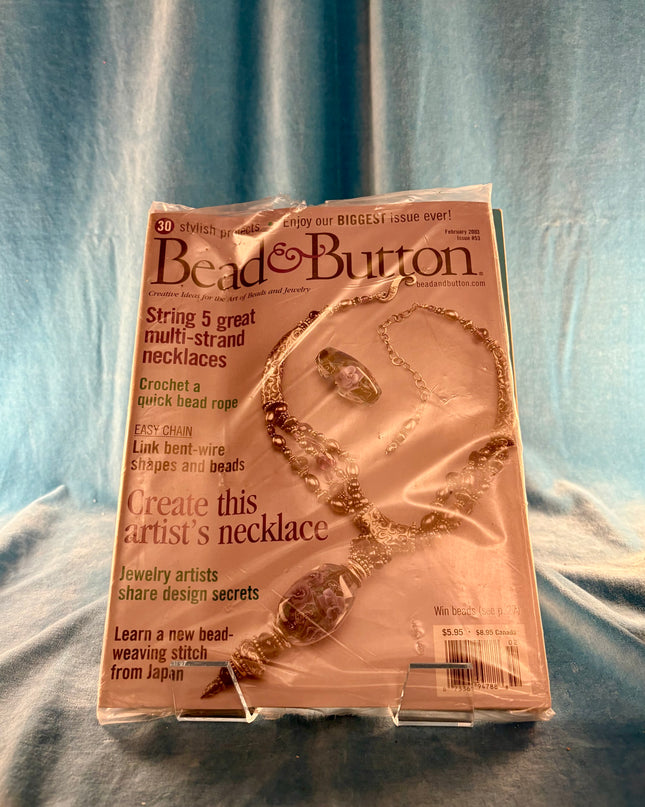 30 stylish projects • Enjoy our BIGGEST issue ever!
February 2003
Issue #53
Bead & Button®
beadandbutton.com
Creative Ideas for the Art of Beads and Jewelry
String 5 great
multi-strand
necklaces
Crochet a
quick bead rope
EASY CHAIN
Link bent-wire
shapes and beads
Create this
artist's necklace
Jewelry artists
share design secrets
Learn a new bead-
weaving stitch
from Japan
Win beads (see p.
$5.95 • $8.95 Canada
02